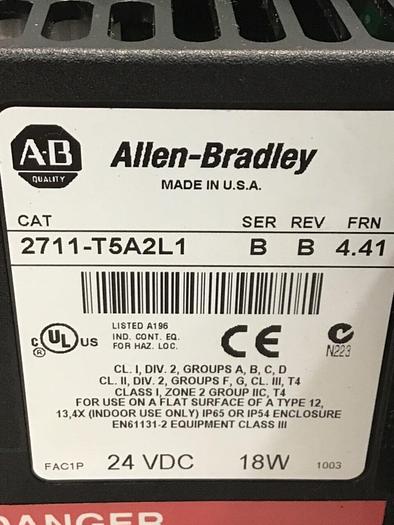 A-B
QUALITY
Allen-Bradley
MADE IN U.S.A.
CAT SER REV FRN
2711-T5A2L1 B B 4.41
c UL US
®
LISTED A196
IND. CONT. EQ.
FOR HAZ. LOC.
CE
N223
CL. I, DIV. 2, GROUPS A, B, C, D
CL. II, DIV. 2, GROUPS F, G, CL. III, T4
CLASS I, ZONE 2 GROUP IIC, T4
FOR USE ON A FLAT SURFACE OF A TYPE 12,
13,4X (INDOOR USE ONLY) IP65 OR IP54 ENCLOSURE
EN61131-2 EQUIPMENT CLASS III
FAC1P 24 VDC 18W 1003
DANGER